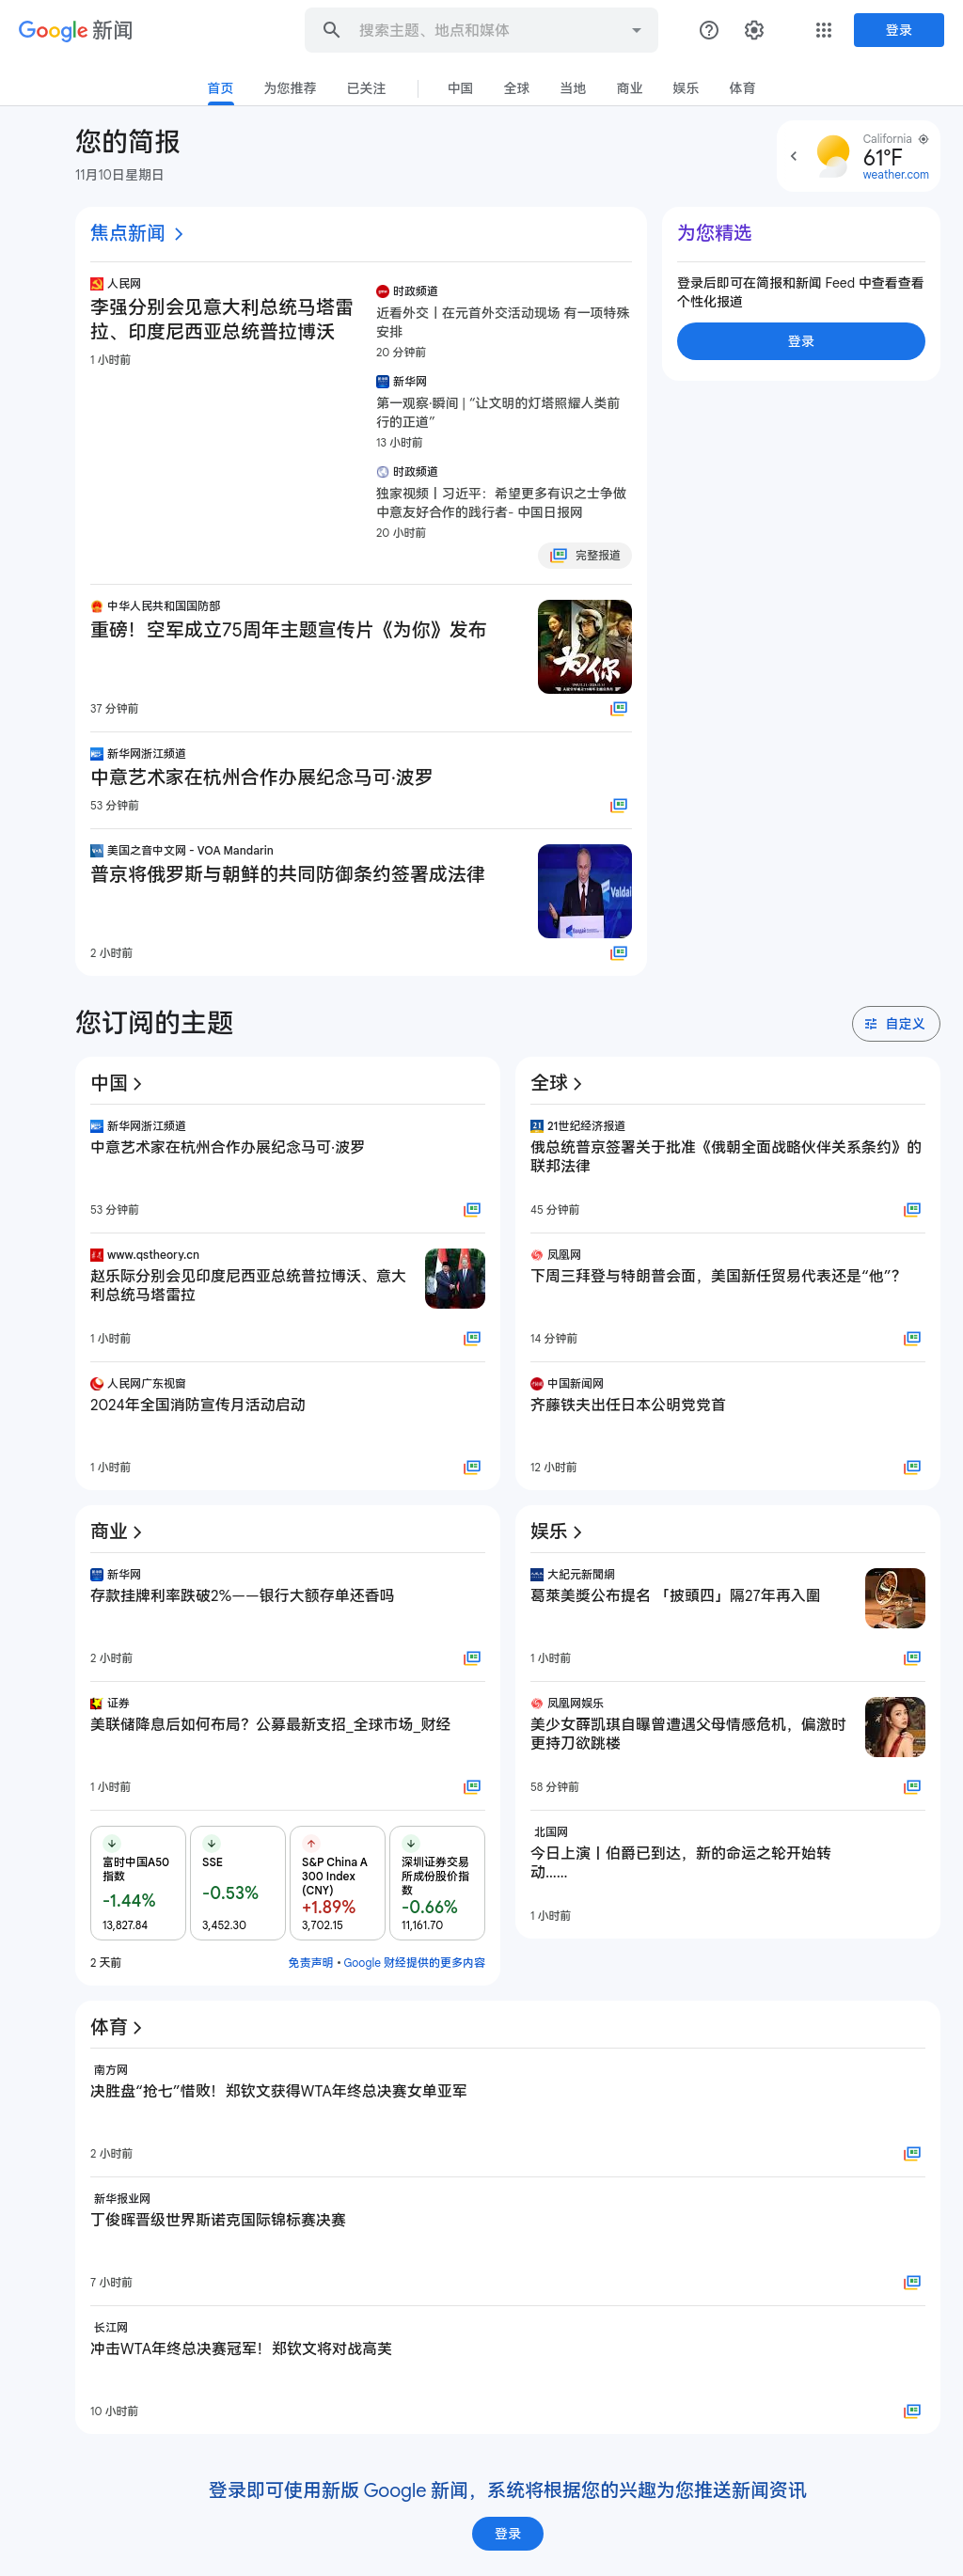 Google 新闻
搜索主题、地点和媒体
登录
首页
为您推荐
已关注
中国
全球
当地
商业
娱乐
体育
您的简报
11月10日星期日
California
61°F
weather.com
焦点新闻
人民网
李强分别会见意大利总统马塔雷
拉、印度尼西亚总统普拉博沃
1 小时前
时政频道
近看外交丨在元首外交活动现场 有一项特殊
安排
20 分钟前
新华网
第一观察·瞬间 | “让文明的灯塔照耀人类前
行的正道”
13 小时前
时政频道
独家视频丨习近平：希望更多有识之士争做
中意友好合作的践行者- 中国日报网
20 小时前
完整报道
中华人民共和国国防部
重磅！空军成立75周年主题宣传片《为你》发布
为你
37 分钟前
新华网浙江频道
中意艺术家在杭州合作办展纪念马可·波罗
53 分钟前
美国之音中文网 - VOA Mandarin
普京将俄罗斯与朝鲜的共同防御条约签署成法律
Valdai
2 小时前
为您精选
登录后即可在简报和新闻 Feed 中查看查看
个性化报道
登录
您订阅的主题
自定义
中国
新华网浙江频道
中意艺术家在杭州合作办展纪念马可·波罗
53 分钟前
www.qstheory.cn
赵乐际分别会见印度尼西亚总统普拉博沃、意大
利总统马塔雷拉
1 小时前
人民网广东视窗
2024年全国消防宣传月活动启动
1 小时前
全球
21世纪经济报道
俄总统普京签署关于批准《俄朝全面战略伙伴关系条约》的
联邦法律
45 分钟前
凤凰网
下周三拜登与特朗普会面，美国新任贸易代表还是“他”？
14 分钟前
中国新闻网
齐藤铁夫出任日本公明党党首
12 小时前
商业
新华网
存款挂牌利率跌破2%——银行大额存单还香吗
2 小时前
证券
美联储降息后如何布局？公募最新支招_全球市场_财经
1 小时前
富时中国A50
指数
-1.44%
13,827.84
SSE
-0.53%
3,452.30
S&P China A
300 Index
(CNY)
+1.89%
3,702.15
深圳证券交易
所成份股价指
数
-0.66%
11,161.70
2 天前
免责声明 • Google 财经提供的更多内容
娱乐
大紀元新聞網
葛萊美獎公布提名 「披頭四」隔27年再入圍
1 小时前
凤凰网娱乐
美少女薛凯琪自曝曾遭遇父母情感危机，偏激时
更持刀欲跳楼
58 分钟前
北国网
今日上演丨伯爵已到达，新的命运之轮开始转
动……
1 小时前
体育
南方网
决胜盘“抢七”惜败！郑钦文获得WTA年终总决赛女单亚军
2 小时前
新华报业网
丁俊晖晋级世界斯诺克国际锦标赛决赛
7 小时前
长江网
冲击WTA年终总决赛冠军！郑钦文将对战高芙
10 小时前
登录即可使用新版 Google 新闻，系统将根据您的兴趣为您推送新闻资讯
登录